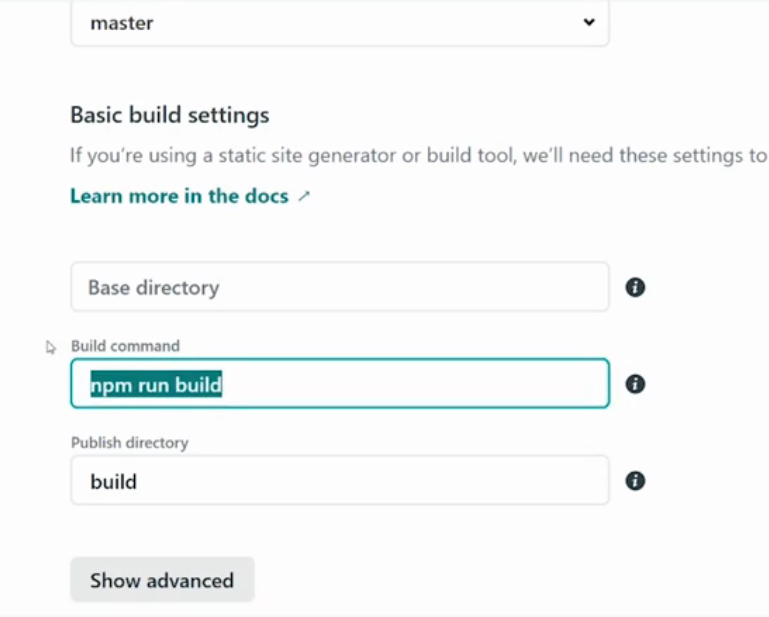 master
Basic build settings
If you're using a static site generator or build tool, we'll need these settings to
Learn more in the docs ↗
Base directory
Build command
npm run build
Publish directory
build
Show advanced